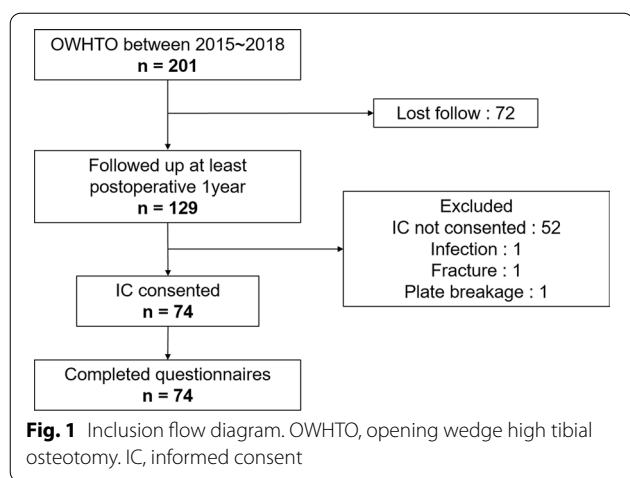 OWHTO between 2015~2018
n = 201
Lost follow : 72
Followed up at least
postoperative 1year
n = 129
Excluded
IC not consented : 52
Infection : 1
Fracture : 1
Plate breakage : 1
IC consented
n = 74
Completed questionnaires
n = 74
Fig. 1 Inclusion flow diagram. OWHTO, opening wedge high tibial
osteotomy. IC, informed consent